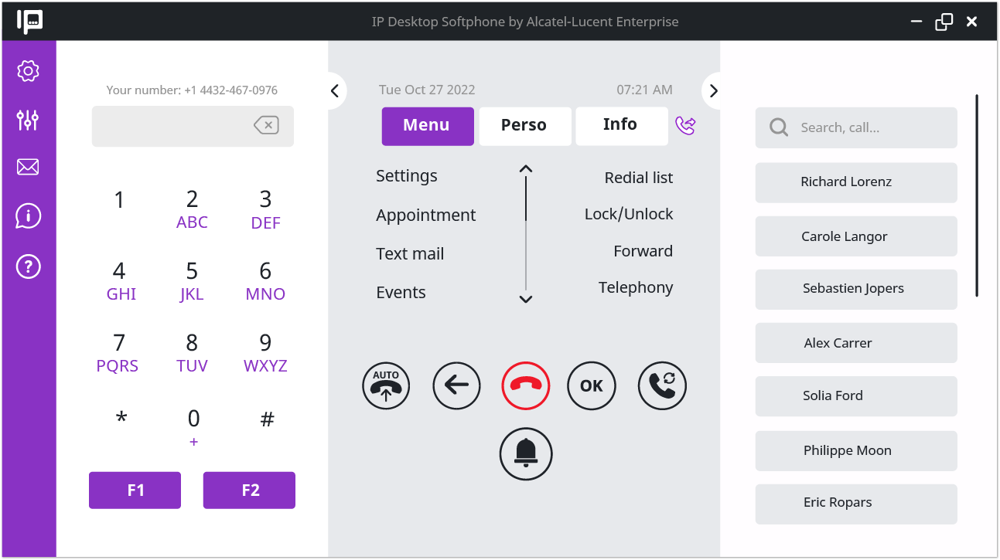 IP
IP Desktop Softphone by Alcatel-Lucent Enterprise
Your number: +1 4432-467-0976
1
2
3
ABC
DEF
4
5
6
GHI
JKL
MNO
7
8
9
PQRS
TUV
WXYZ
*
0
#
+
F1
F2
Tue Oct 27 2022
07:21 AM
Menu
Perso
Info
Settings
Redial list
Appointment
Lock/Unlock
Text mail
Forward
Events
Telephony
AUTO
OK
Search, call...
Richard Lorenz
Carole Langor
Sebastien Jopers
Alex Carrer
Solia Ford
Philippe Moon
Eric Ropars